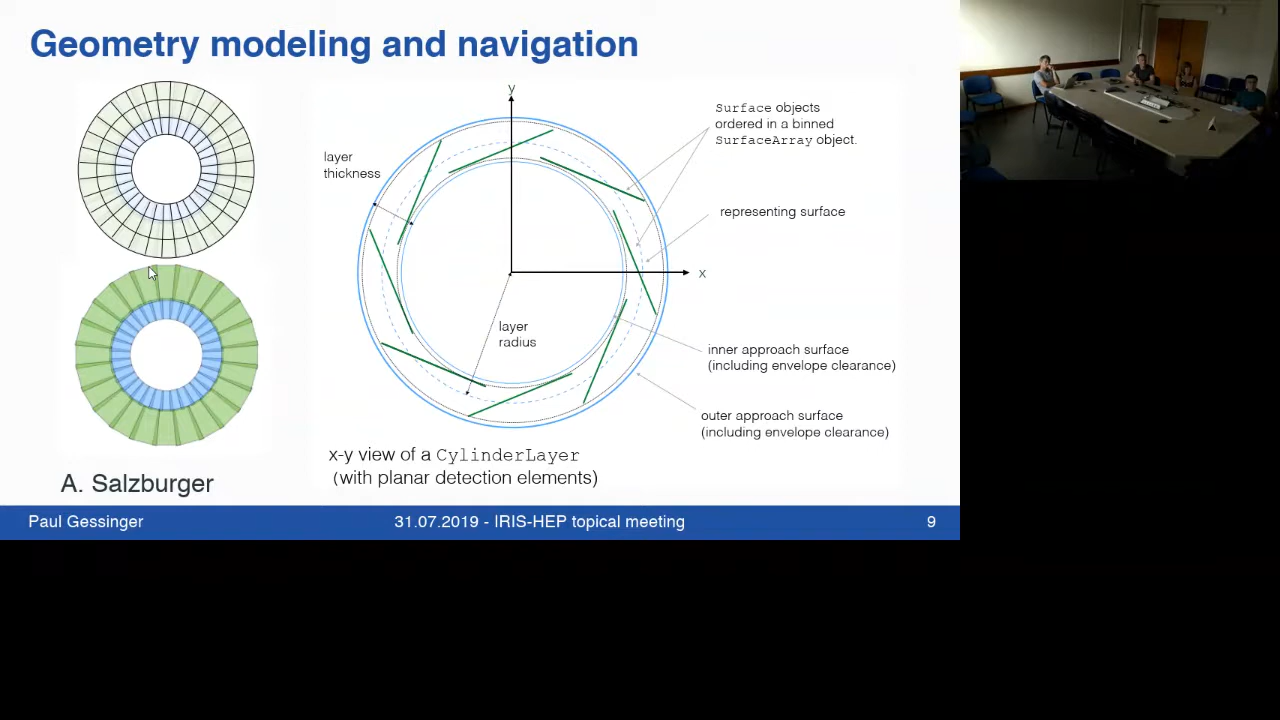 Geometry modeling and navigation
y
Surface objects
ordered in a binned
SurfaceArray object.
layer
thickness
representing surface
x
layer
radius
inner approach surface
(including envelope clearance)
outer approach surface
(including envelope clearance)
x-y view of a CylinderLayer
(with planar detection elements)
A. Salzburger
Paul Gessinger
31.07.2019 - IRIS-HEP topical meeting
9